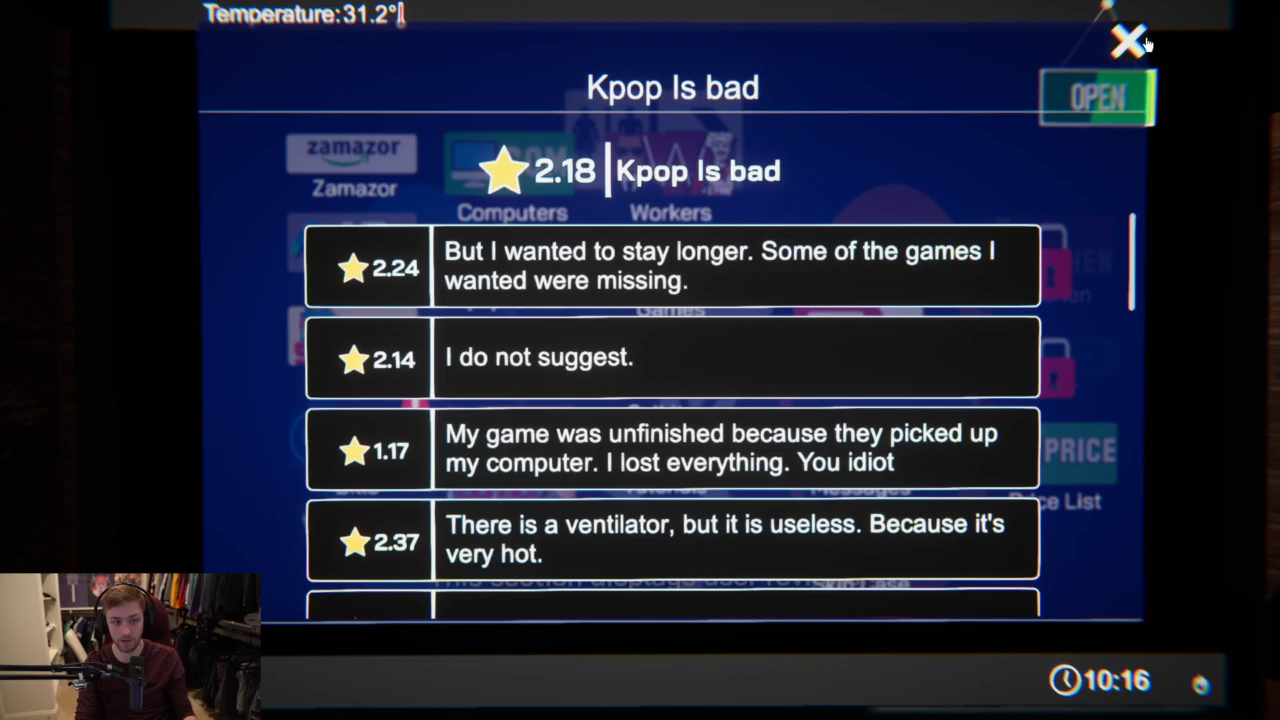 Temperature:31.2°
Kpop Is bad
OPEN
zamazor
Zamazor
2.18 Kpop Is bad
Computers
Workers
2.24 But I wanted to stay longer. Some of the games I
wanted were missing.
Games
2.14 I do not suggest.
1.17 My game was unfinished because they picked up
my computer. I lost everything. You idiot
PRICE
Price List
Tutorials
Messages
2.37 There is a ventilator, but it is useless. Because it's
very hot.
10:16